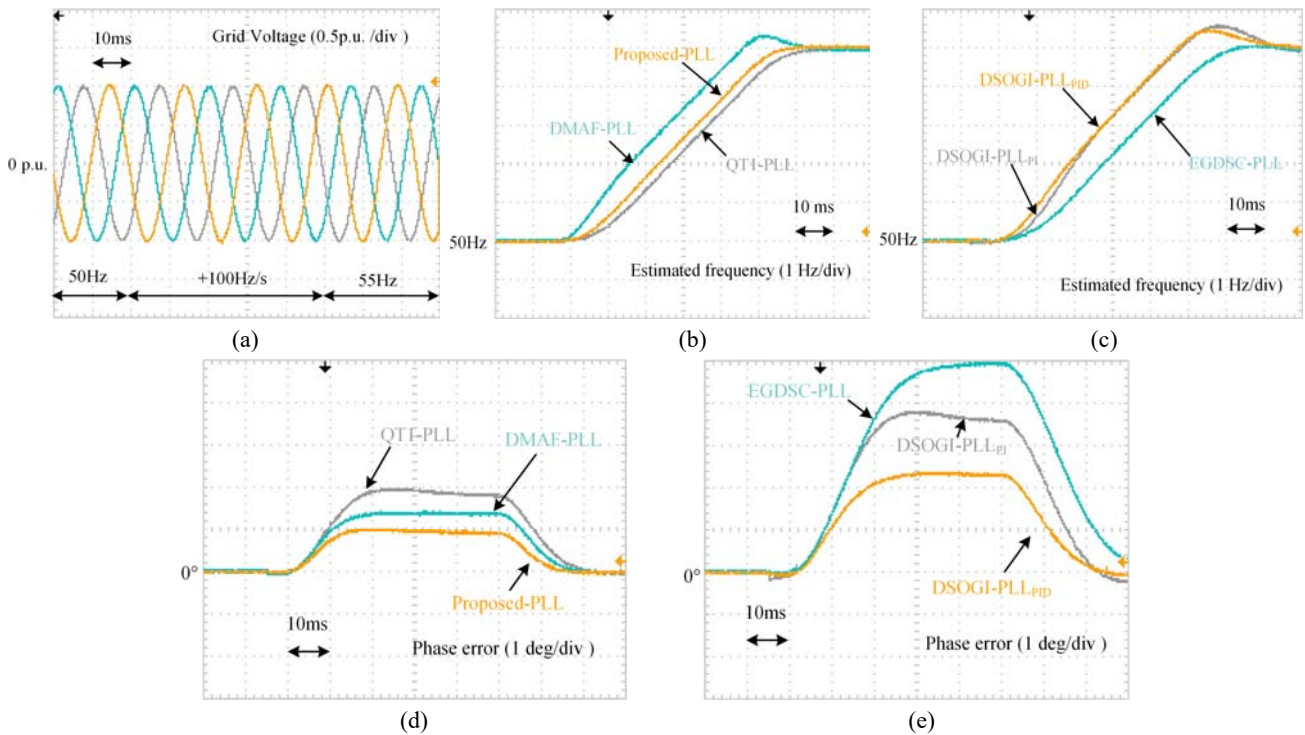 10ms
Grid Voltage (0.5p.u. /div )
0 p.u.
50Hz
+100Hz/s
55Hz
(a)
Proposed-PLL
DMAF-PLL
QT1-PLL
10 ms
50Hz
Estimated frequency (1 Hz/div)
(b)
DSOGI-PLLPID
DSOGI-PLLPI
EGDSC-PLL
10ms
50Hz
Estimated frequency (1 Hz/div)
(c)
QT1-PLL
DMAF-PLL
0°
Proposed-PLL
10ms
Phase error (1 deg/div )
(d)
EGDSC-PLL
DSOGI-PLLPI
0°
DSOGI-PLLPID
10ms
Phase error (1 deg/div )
(e)